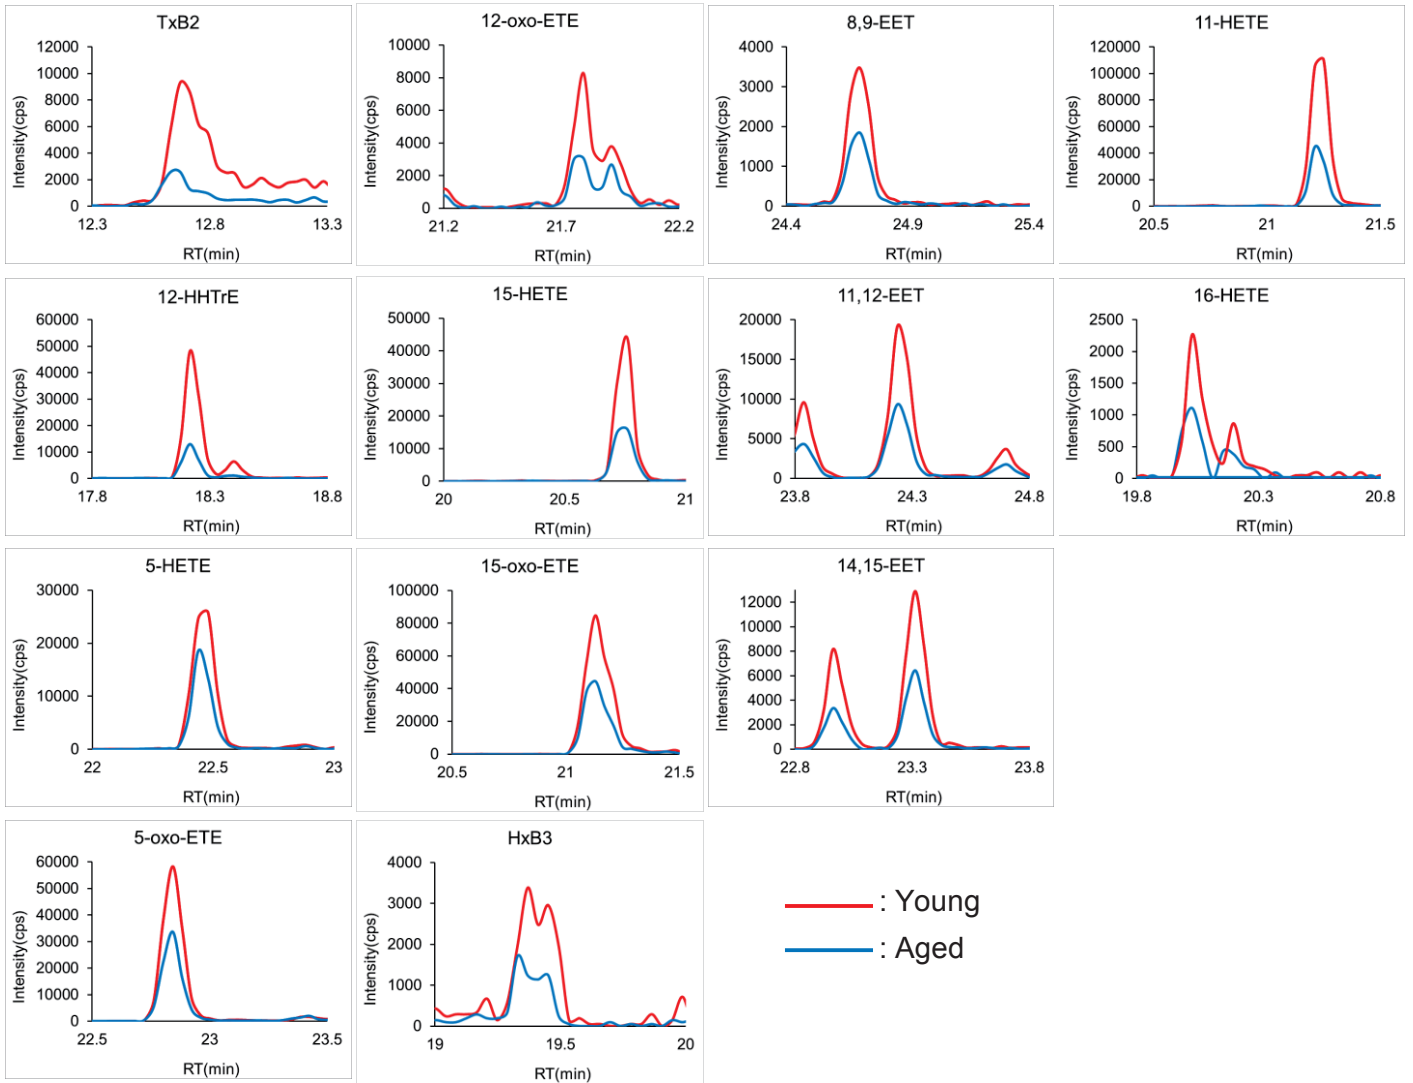 TxB2
12000
10000
8000
6000
4000
2000
0
Intensity(cps)
12.3 12.8 13.3
RT(min)
12-oxo-ETE
10000
8000
6000
4000
2000
0
Intensity(cps)
21.2 21.7 22.2
RT(min)
8,9-EET
4000
3000
2000
1000
0
Intensity(cps)
24.4 24.9 25.4
RT(min)
11-HETE
120000
100000
80000
60000
40000
20000
0
Intensity(cps)
20.5 21 21.5
RT(min)
12-HHTrE
60000
50000
40000
30000
20000
10000
0
Intensity(cps)
17.8 18.3 18.8
RT(min)
15-HETE
50000
40000
30000
20000
10000
0
Intensity(cps)
20 20.5 21
RT(min)
11,12-EET
20000
15000
10000
5000
0
Intensity(cps)
23.8 24.3 24.8
RT(min)
16-HETE
2500
2000
1500
1000
500
0
Intensity(cps)
19.8 20.3 20.8
RT(min)
5-HETE
30000
20000
10000
0
Intensity(cps)
22 22.5 23
RT(min)
15-oxo-ETE
100000
80000
60000
40000
20000
0
Intensity(cps)
20.5 21 21.5
RT(min)
14,15-EET
12000
10000
8000
6000
4000
2000
0
Intensity(cps)
22.8 23.3 23.8
RT(min)
5-oxo-ETE
60000
50000
40000
30000
20000
10000
0
Intensity(cps)
22.5 23 23.5
RT(min)
HxB3
4000
3000
2000
1000
0
Intensity(cps)
19 19.5 20
RT(min)
: Young
: Aged